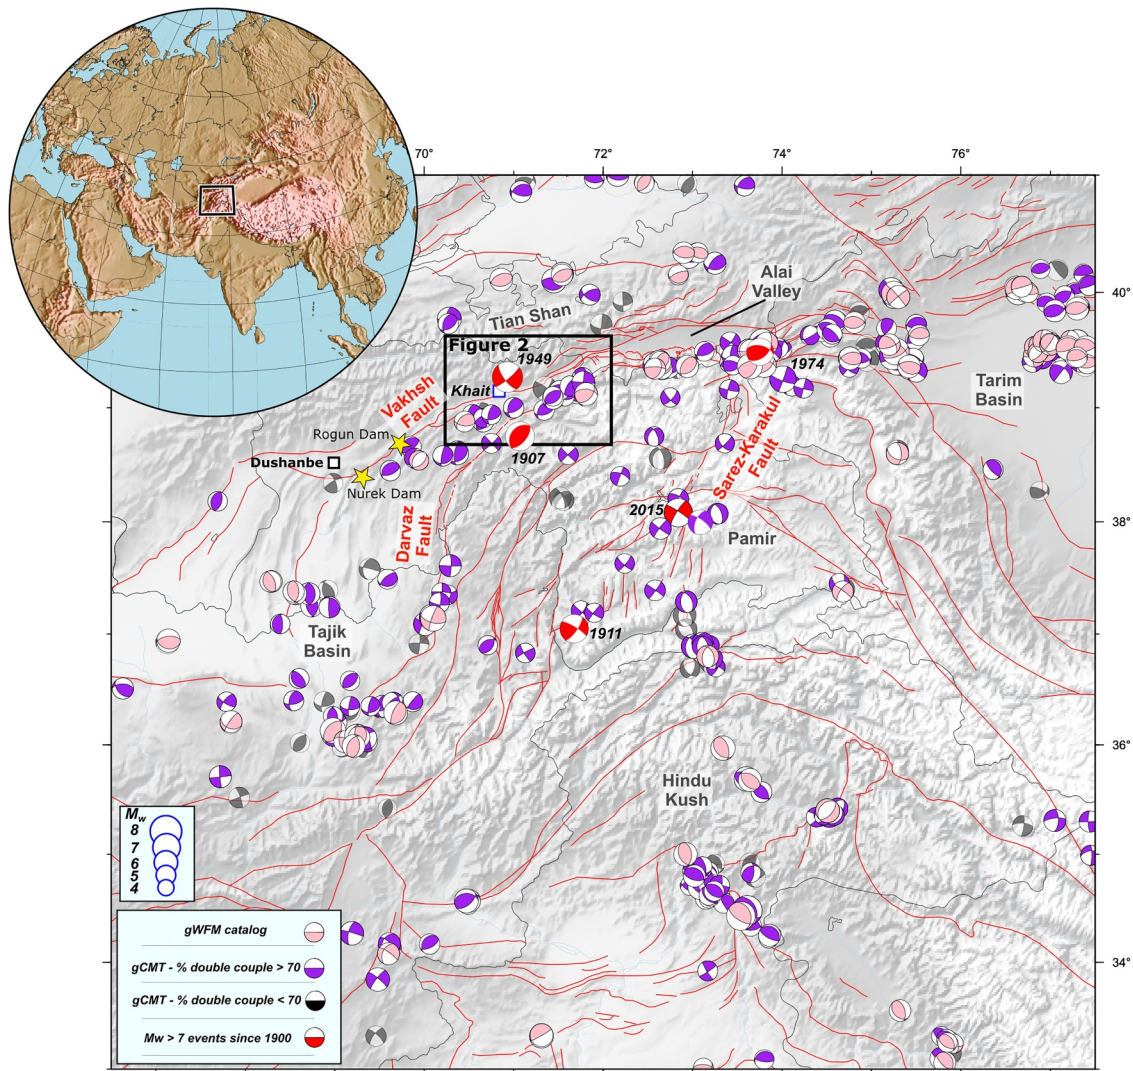 70°
72°
74°
76°
Alai
Valley
40°
Tian Shan
Figure 2
1949
1974
Khait
Tarim
Basin
Vakhsh
Fault
Rogun Dam
1907
Sarez-Karakul
Fault
Dushanbe
Nurek Dam
2015
38°
Darvaz
Fault
Pamir
Tajik
Basin
1911
36°
Hindu
Kush
Mw
8
7
6
5
4
gWFM catalog
gCMT - % double couple > 70
34°
gCMT - % double couple < 70
Mw > 7 events since 1900